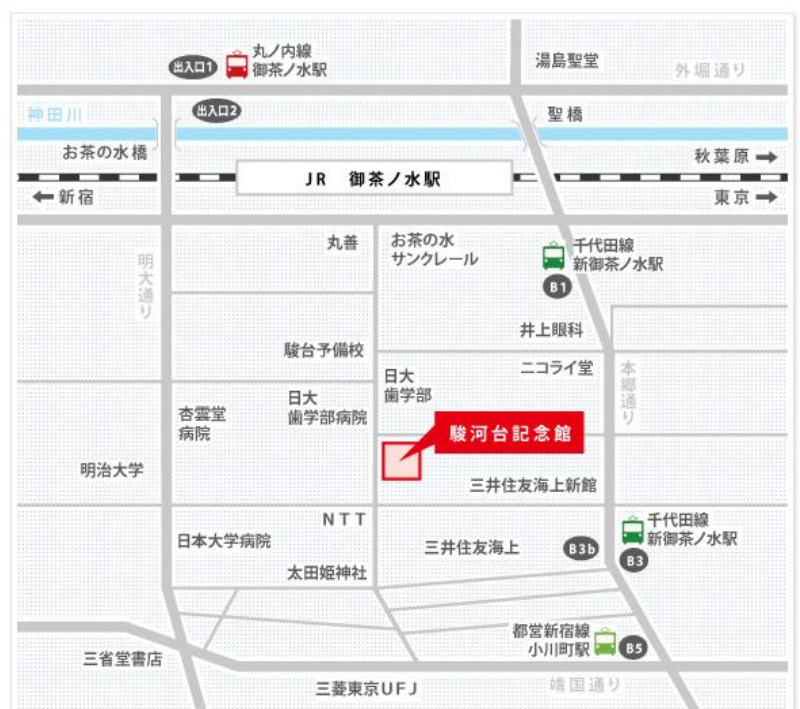 丸ノ内線
出入口1
御茶ノ水駅
湯島聖堂
外堀通り
神田川
出入口2
聖橋
お茶の水橋
秋葉原 →
JR 御茶ノ水駅
← 新宿
東京 →
明大通り
丸善
お茶の水
サンクレール
千代田線
新御茶ノ水駅
B1
井上眼科
駿台予備校
ニコライ堂
本郷通り
日大
歯学部
日大
歯学部病院
杏雲堂
病院
駿河台記念館
明治大学
三井住友海上新館
NTT
千代田線
新御茶ノ水駅
日本大学病院
三井住友海上
B3b
B3
太田姫神社
都営新宿線
小川町駅
B5
三省堂書店
三菱東京UFJ
靖国通り